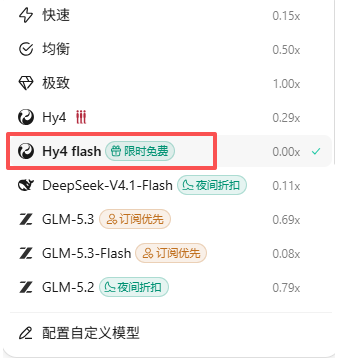 快速 0.15x
均衡 0.50x
极致 1.00x
Hy4 0.29x
Hy4 flash 限时免费 0.00x
DeepSeek-V4.1-Flash 夜间折扣 0.11x
GLM-5.3 订阅优先 0.69x
GLM-5.3-Flash 订阅优先 0.08x
GLM-5.2 夜间折扣 0.79x
配置自定义模型